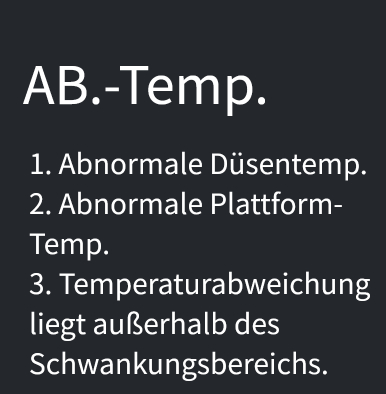 AB.-Temp.
1. Abnormale Düsentemp.
2. Abnormale Plattform-
Temp.
3. Temperaturabweichung
liegt außerhalb des
Schwankungsbereichs.